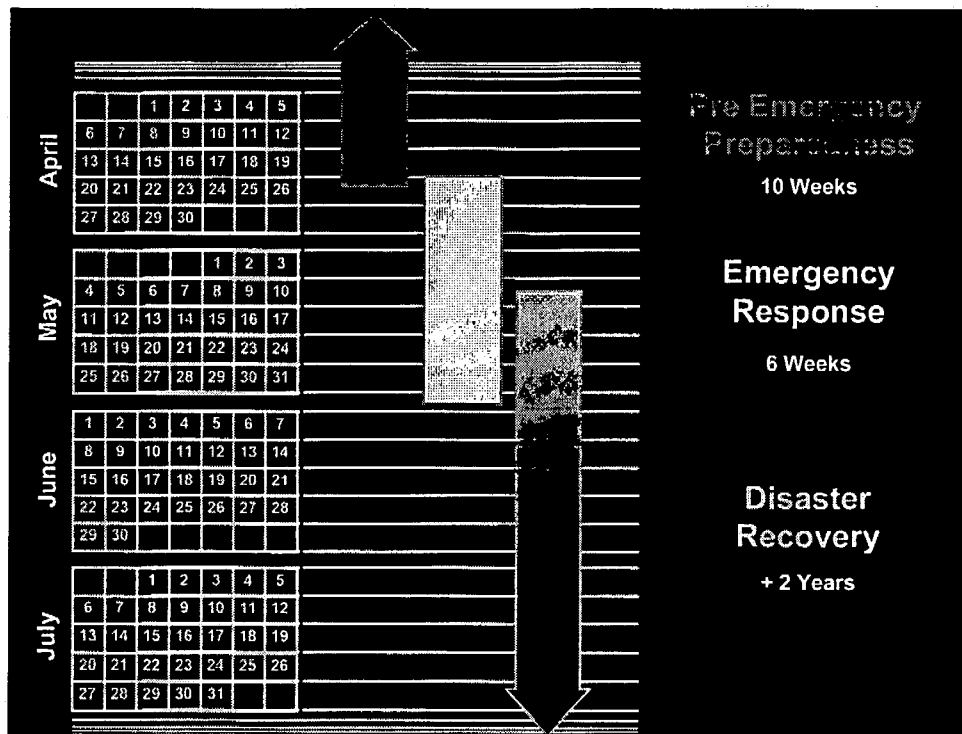 April
1 2 3 4 5
6 7 8 9 10 11 12
13 14 15 16 17 18 19
20 21 22 23 24 25 26
27 28 29 30
May
1 2 3
4 5 6 7 8 9 10
11 12 13 14 15 16 17
18 19 20 21 22 23 24
25 26 27 28 29 30 31
June
1 2 3 4 5 6 7
8 9 10 11 12 13 14
15 16 17 18 19 20 21
22 23 24 25 26 27 28
29 30
July
1 2 3 4 5
6 7 8 9 10 11 12
13 14 15 16 17 18 19
20 21 22 23 24 25 26
27 28 29 30 31
Pre Emergency
Preparedness
10 Weeks
Emergency
Response
6 Weeks
Disaster
Recovery
+ 2 Years